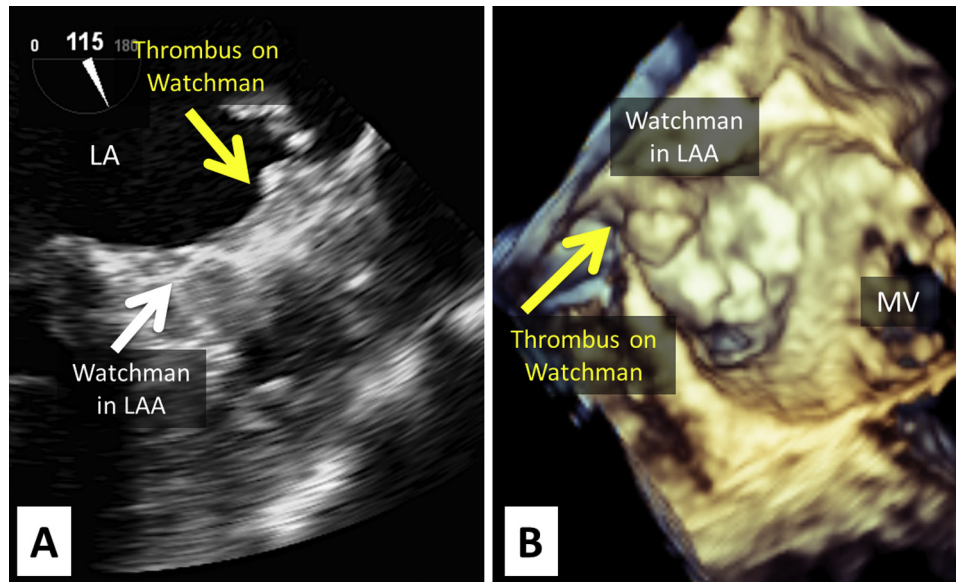 0 115 180
Thrombus on
Watchman
LA
Watchman
in LAA
A
Watchman
in LAA
MV
Thrombus on
Watchman
B